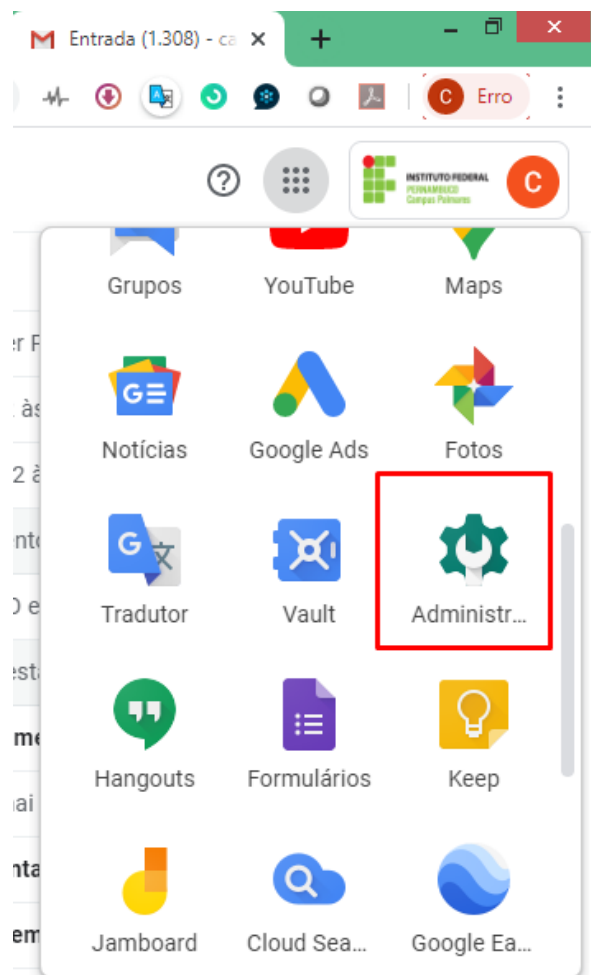 Entrada (1.308) - ca
C Erro
INSTITUTO FEDERAL
PERNAMBUCO
Campus Palmares
C
Grupos YouTube Maps
Notícias Google Ads Fotos
Tradutor Vault Administr...
Hangouts Formulários Keep
Jamboard Cloud Sea... Google Ea...